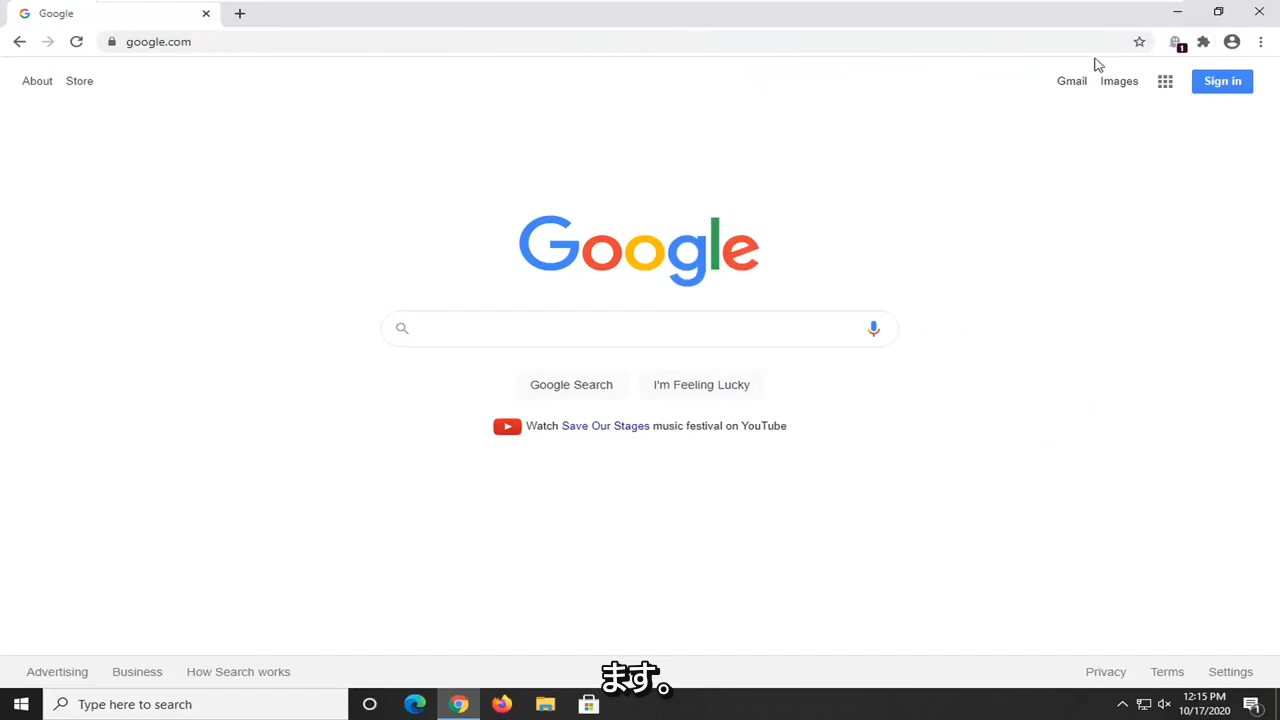 Google
google.com
1
About Store
Gmail Images Sign in
Google
Google Search I'm Feeling Lucky
Watch Save Our Stages music festival on YouTube
Advertising Business How Search works
Privacy Terms Settings
ます。
Type here to search
12:15 PM
10/17/2020
1